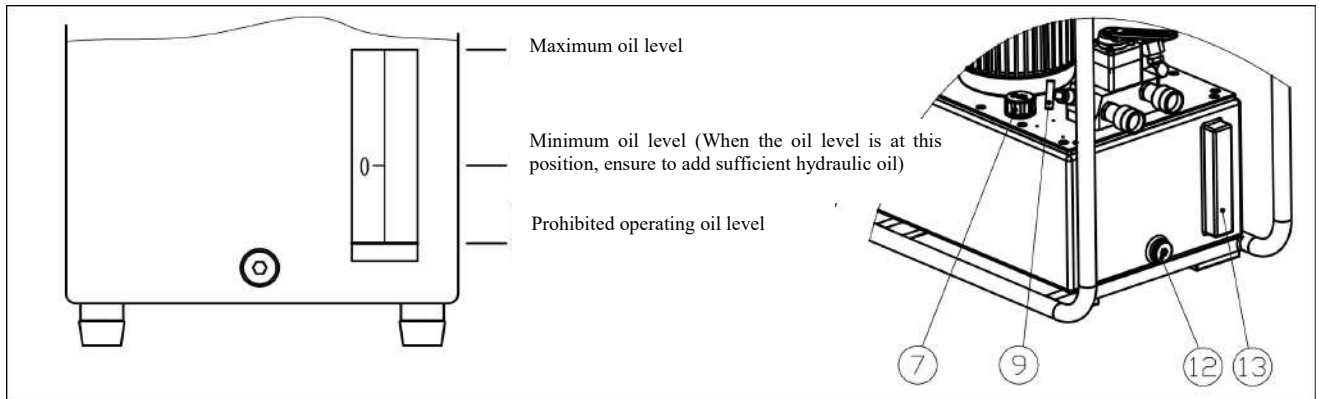 Maximum oil level
Minimum oil level (When the oil level is at this
position, ensure to add sufficient hydraulic oil)
0
Prohibited operating oil level
7
9
12
13